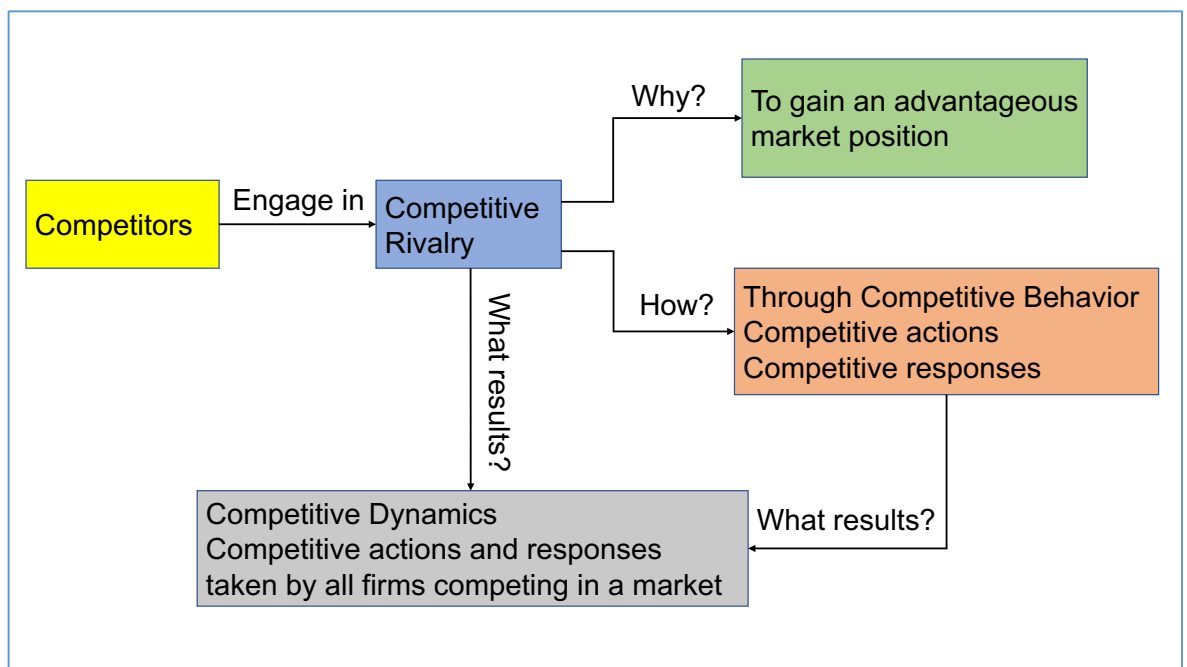 Why?
To gain an advantageous
market position
Competitors
Engage in
Competitive
Rivalry
How?
Through Competitive Behavior
Competitive actions
Competitive responses
What results?
Competitive Dynamics
Competitive actions and responses
taken by all firms competing in a market
What results?